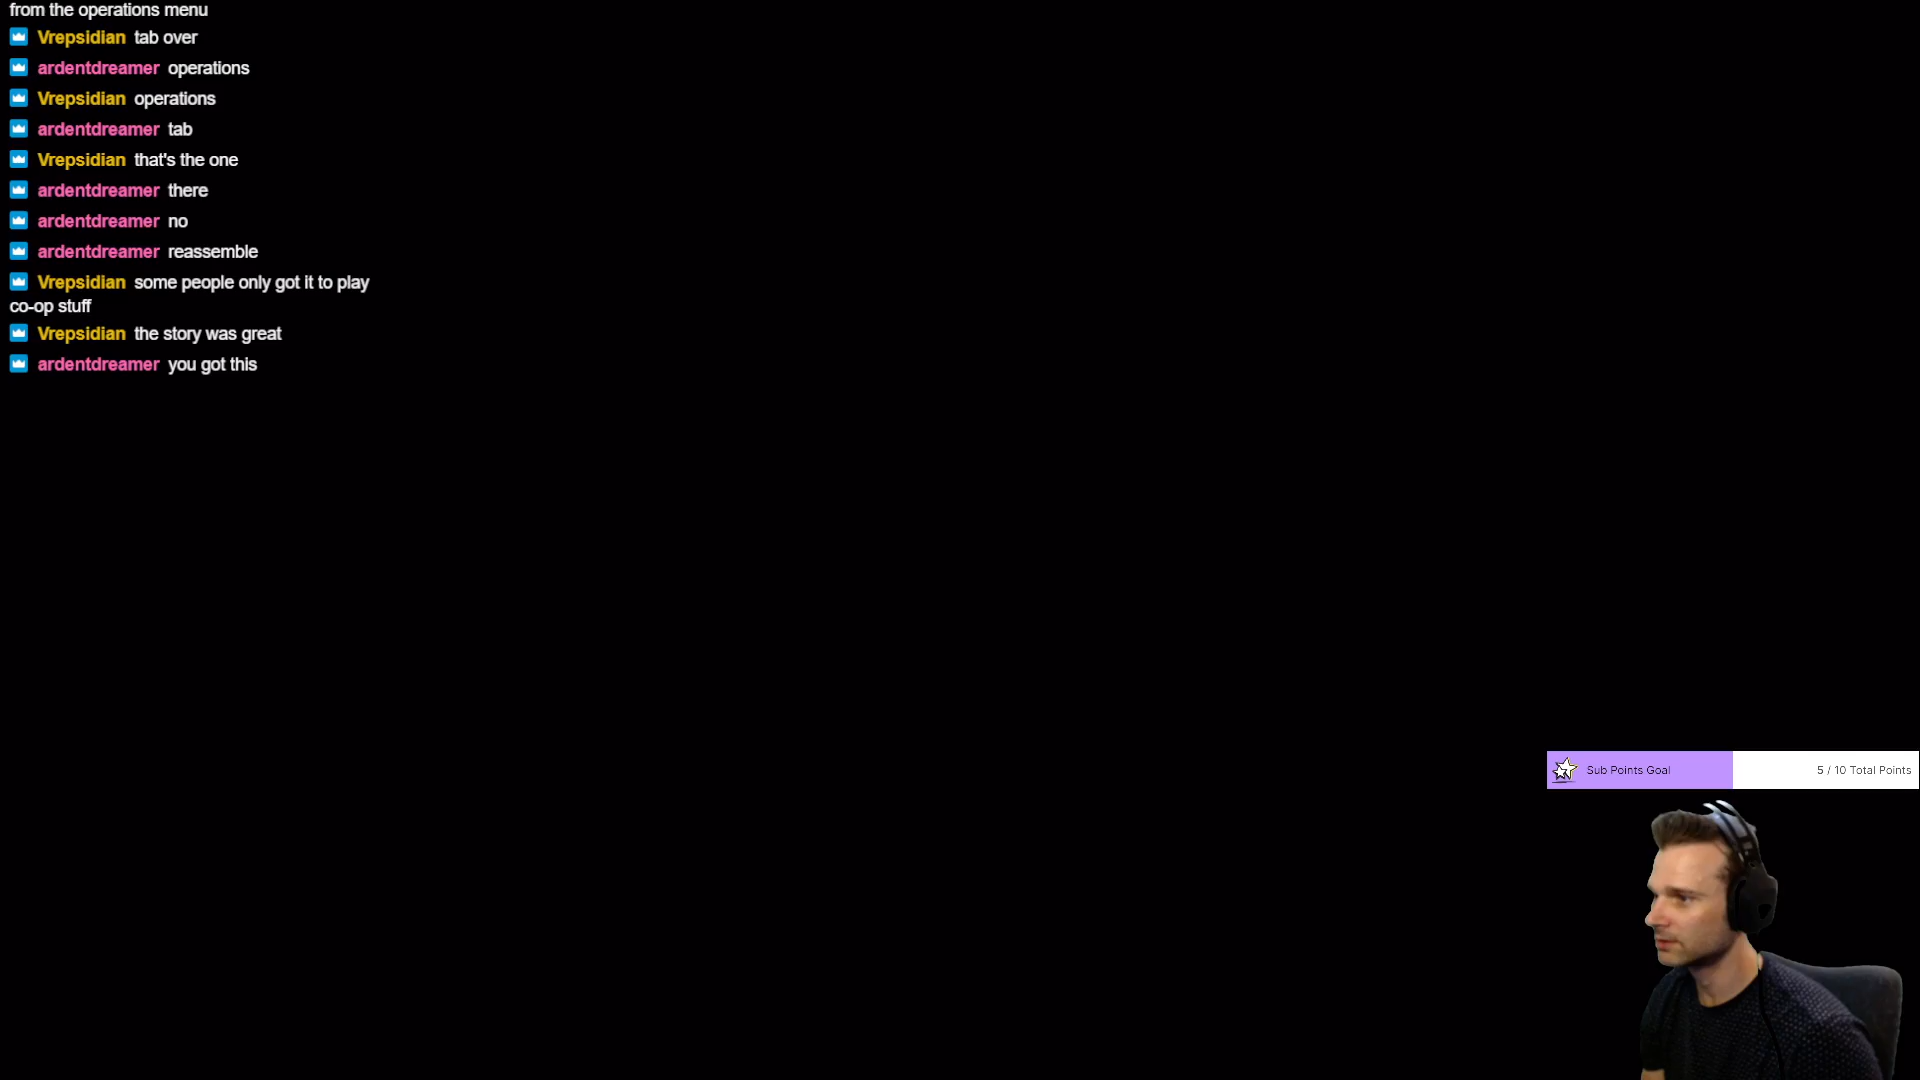 from the operations menu
Vrepsidian tab over
ardentdreamer operations
Vrepsidian operations
ardentdreamer tab
Vrepsidian that's the one
ardentdreamer there
ardentdreamer no
ardentdreamer reassemble
Vrepsidian some people only got it to play
co-op stuff
Vrepsidian the story was great
ardentdreamer you got this
Sub Points Goal 5 / 10 Total Points